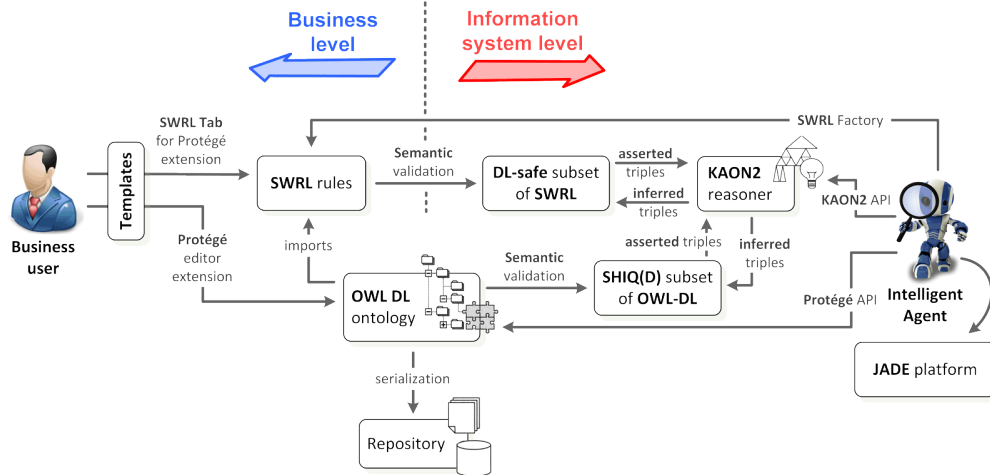 Business
level
Information
system level
SWRL Tab
for Protégé
extension
SWRL Factory
Templates
SWRL rules
Semantic
validation
DL-safe subset
of SWRL
asserted
triples
inferred
triples
KAON2
reasoner
KAON2 API
Business
user
Protégé
editor
extension
imports
OWL DL
ontology
Semantic
validation
SHIQ(D) subset
of OWL-DL
asserted triples
inferred
triples
Protégé API
Intelligent
Agent
JADE platform
serialization
Repository